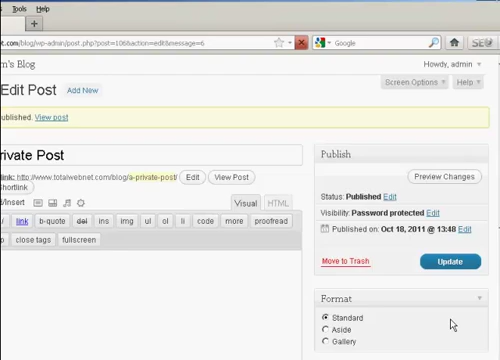 Tools Help
+
et.com/blog/wp-admin/post.php?post=106&action=edit&message=6
Google
SE
n's Blog
Howdy, admin
Edit Post Add New
Screen Options Help
ublished. View post
rivate Post
link: http://www.totalwebnet.com/blog/a-private-post/ Edit View Post
Shortlink
d/Insert
Visual HTML
/ link b-quote del ins img ul ol li code more proofread
p close tags fullscreen
Publish
Preview Changes
Status: Published Edit
Visibility: Password protected Edit
Published on: Oct 18, 2011 @ 13:48 Edit
Move to Trash Update
Format
Standard
Aside
Gallery